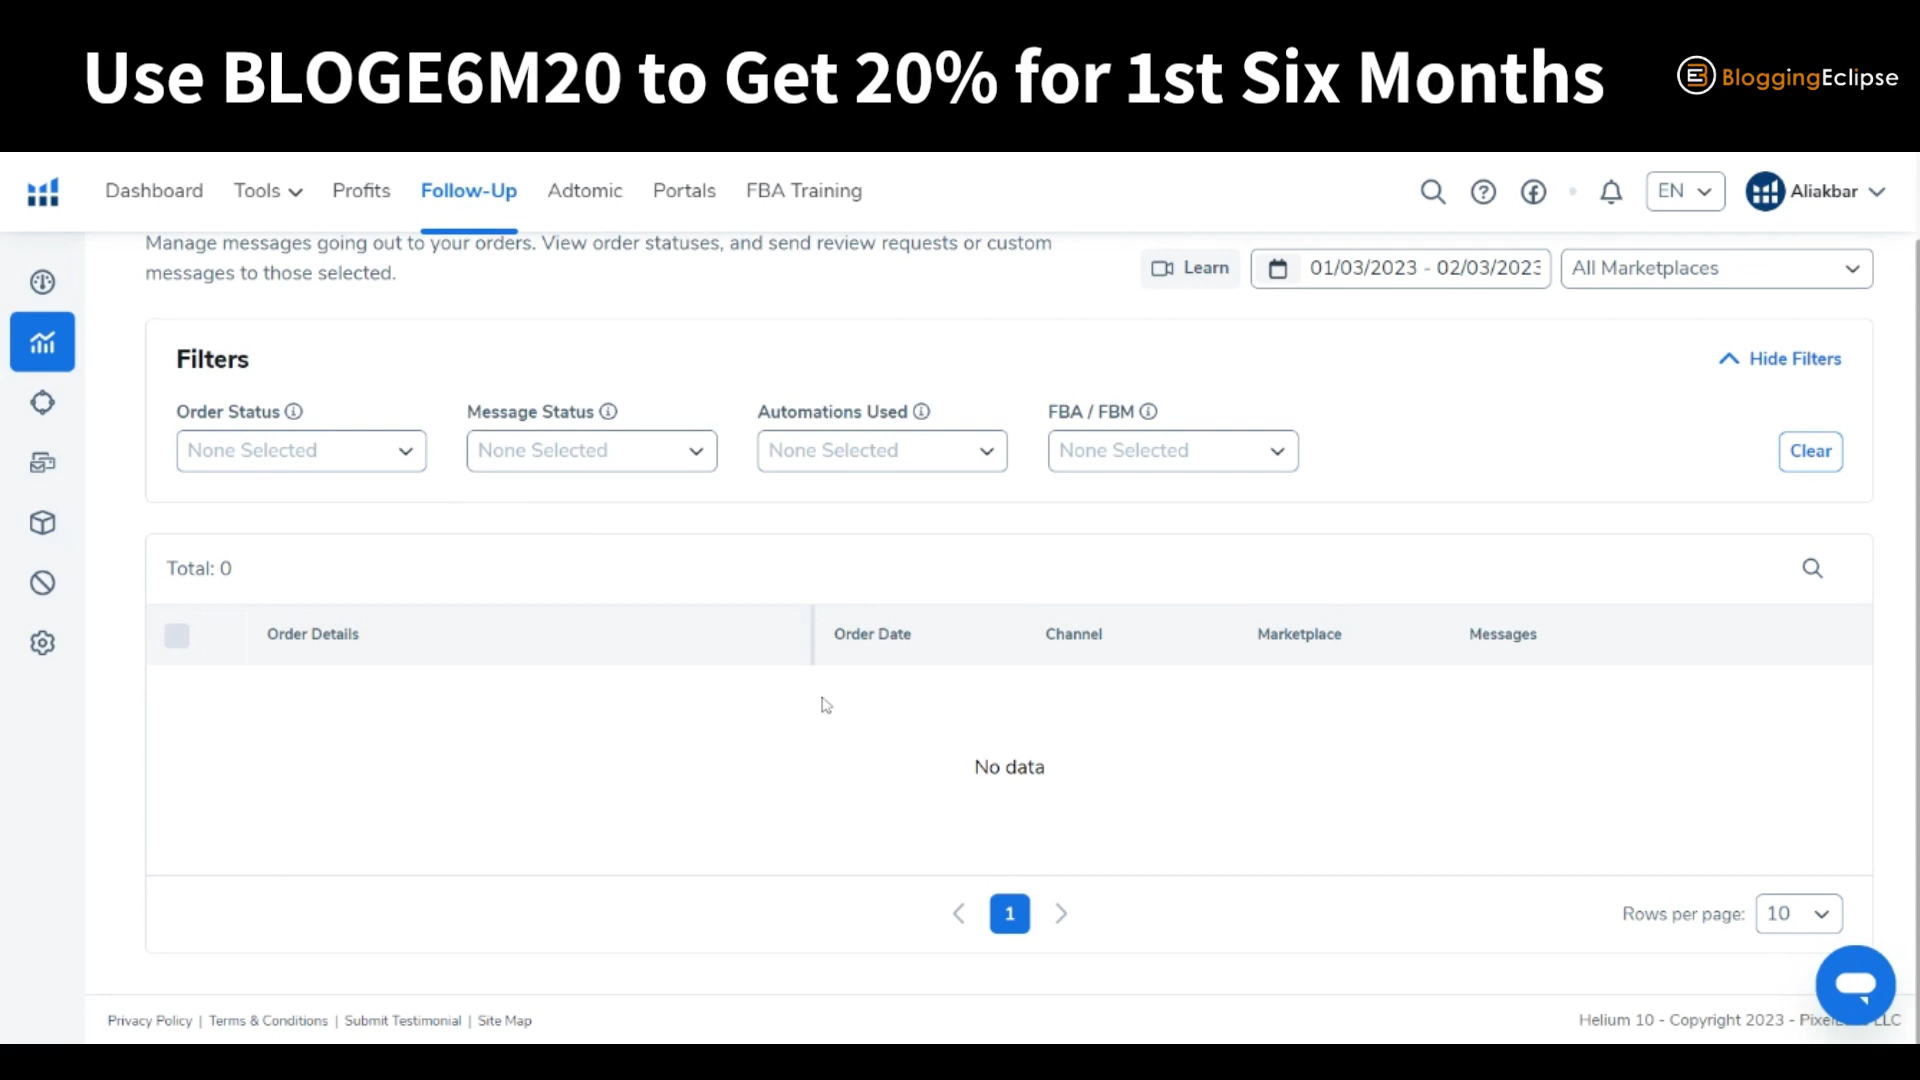 Use BLOGE6M20 to Get 20% for 1st Six Months
BloggingEclipse
Dashboard Tools Profits Follow-Up Adtomic Portals FBA Training EN Aliakbar
Manage messages going out to your orders. View order statuses, and send review requests or custom
messages to those selected.
Learn 01/03/2023 - 02/03/2023 All Marketplaces
Filters Hide Filters
Order Status Message Status Automations Used FBA / FBM
None Selected None Selected None Selected None Selected Clear
Total: 0
Order Details Order Date Channel Marketplace Messages
No data
1 Rows per page: 10
Privacy Policy | Terms & Conditions | Submit Testimonial | Site Map Helium 10 - Copyright 2023 - LLC